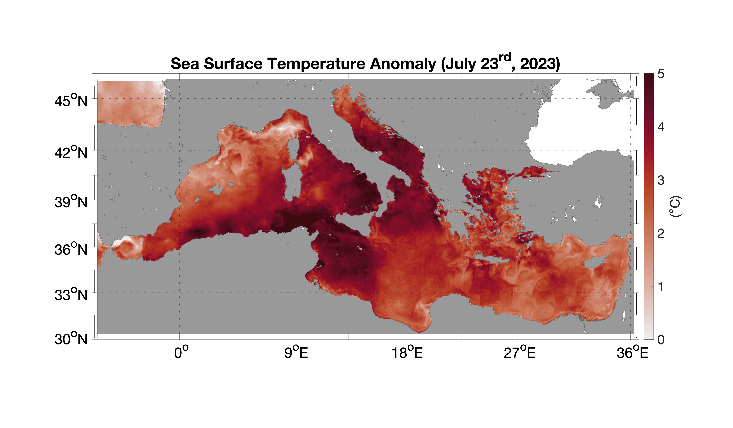 Sea Surface Temperature Anomaly (July 23rd, 2023)
45°N
42°N
39°N
36°N
33°N
30°N
0°
9°E
18°E
27°E
36°E
5
4
3
2
1
0
(°C)